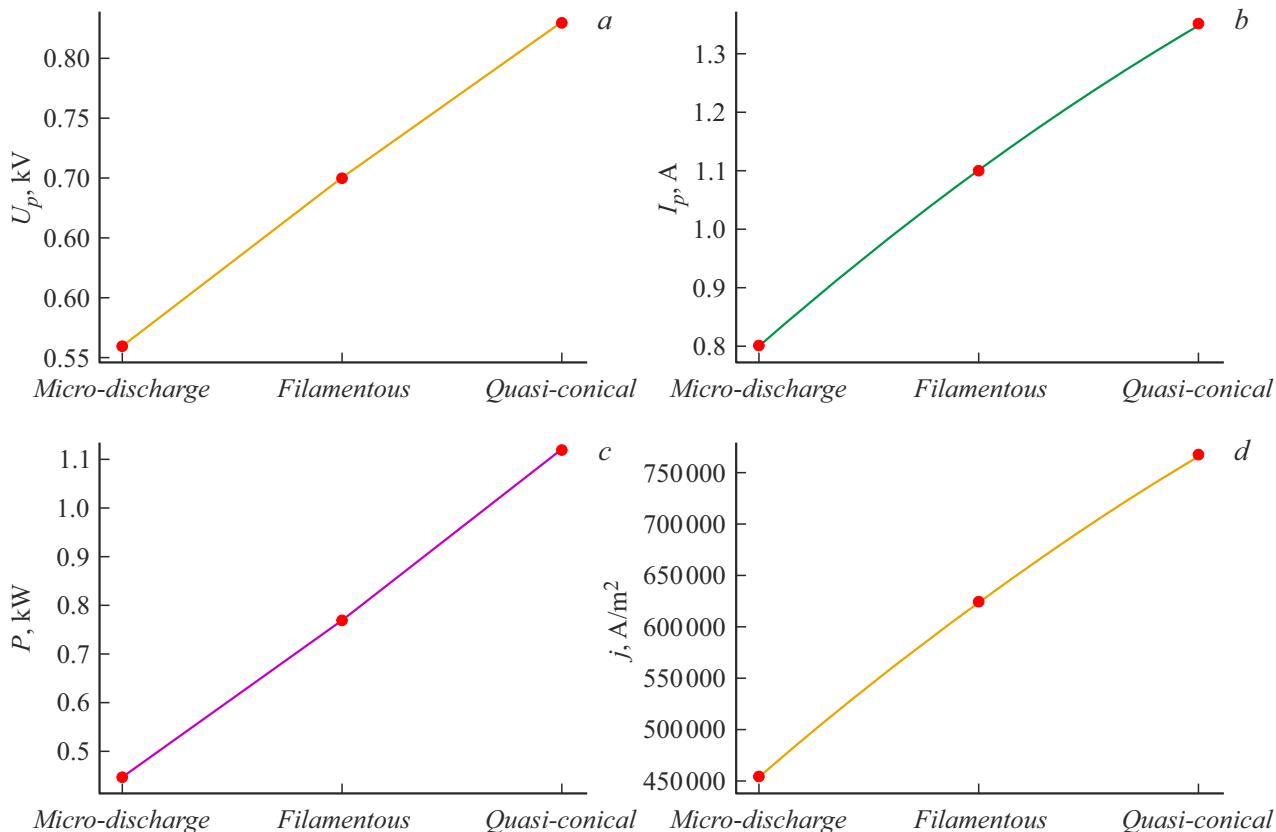 a
0.80
0.75
0.70
0.60
0.60
0.55
U_p, kV
Micro-discharge Filamentous Quasi-conical
b
1.3
1.2
1.1
1.0
0.9
0.8
I_p, A
Micro-discharge Filamentous Quasi-conical
c
1.1
1.0
0.9
0.8
0.7
0.6
0.5
P, kW
Micro-discharge Filamentous Quasi-conical
d
750 000
700 000
650 000
600 000
550 000
500 000
450 000
j, A/m²
Micro-discharge Filamentous Quasi-conical